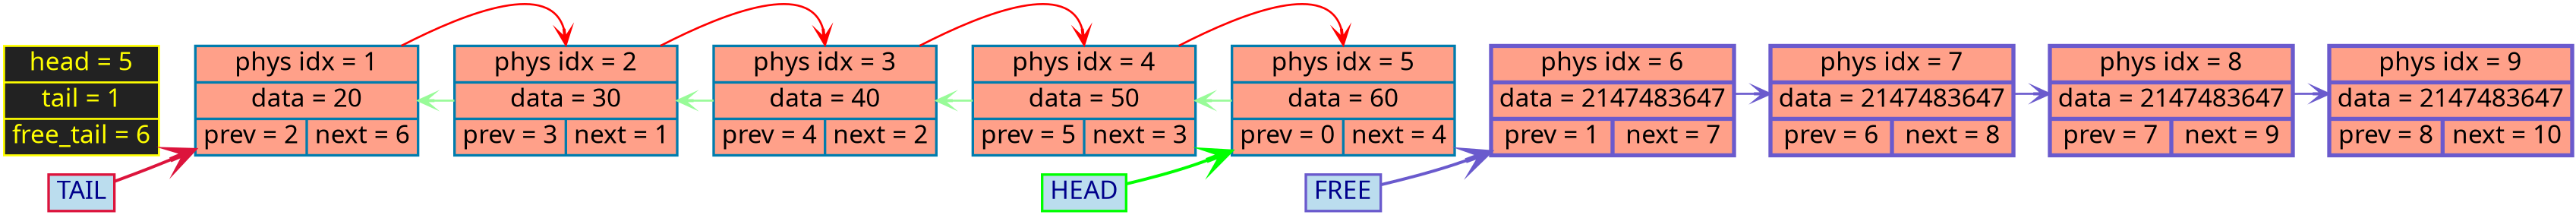 head = 5
tail = 1
free_tail = 6
phys idx = 1
data = 20
prev = 2 next = 6
phys idx = 2
data = 30
prev = 3 next = 1
phys idx = 3
data = 40
prev = 4 next = 2
phys idx = 4
data = 50
prev = 5 next = 3
phys idx = 5
data = 60
prev = 0 next = 4
phys idx = 6
data = 2147483647
prev = 1 next = 7
phys idx = 7
data = 2147483647
prev = 6 next = 8
phys idx = 8
data = 2147483647
prev = 7 next = 9
phys idx = 9
data = 2147483647
prev = 8 next = 10
TAIL
HEAD
FREE